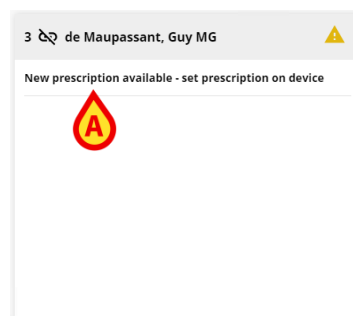 3 de Maupassant, Guy MG
New prescription available - set prescription on device
A